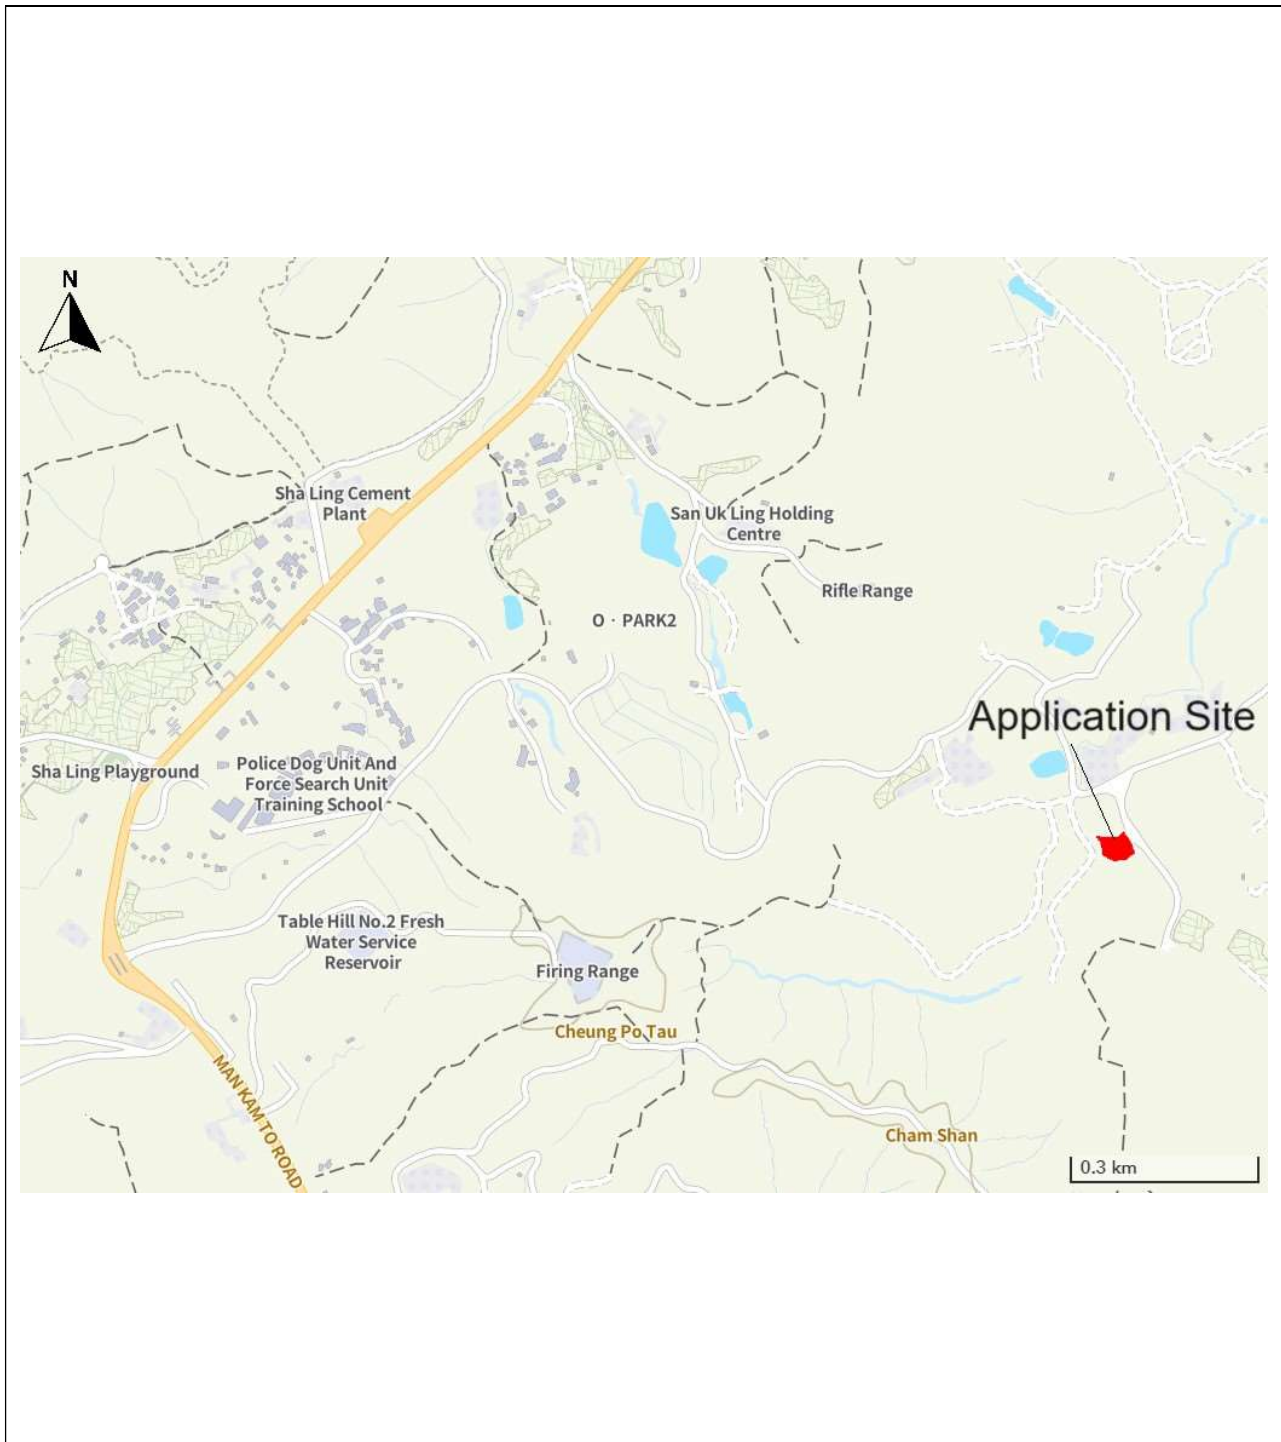 N
Sha Ling Cement
Plant
San Uk Ling Holding
Centre
Rifle Range
O · PARK2
Application Site
Sha Ling Playground
Police Dog Unit And
Force Search Unit
Training School
Table Hill No.2 Fresh
Water Service
Reservoir
Firing Range
Cheung Po Tau
MAN KAM TO ROAD
Cham Shan
0.3 km